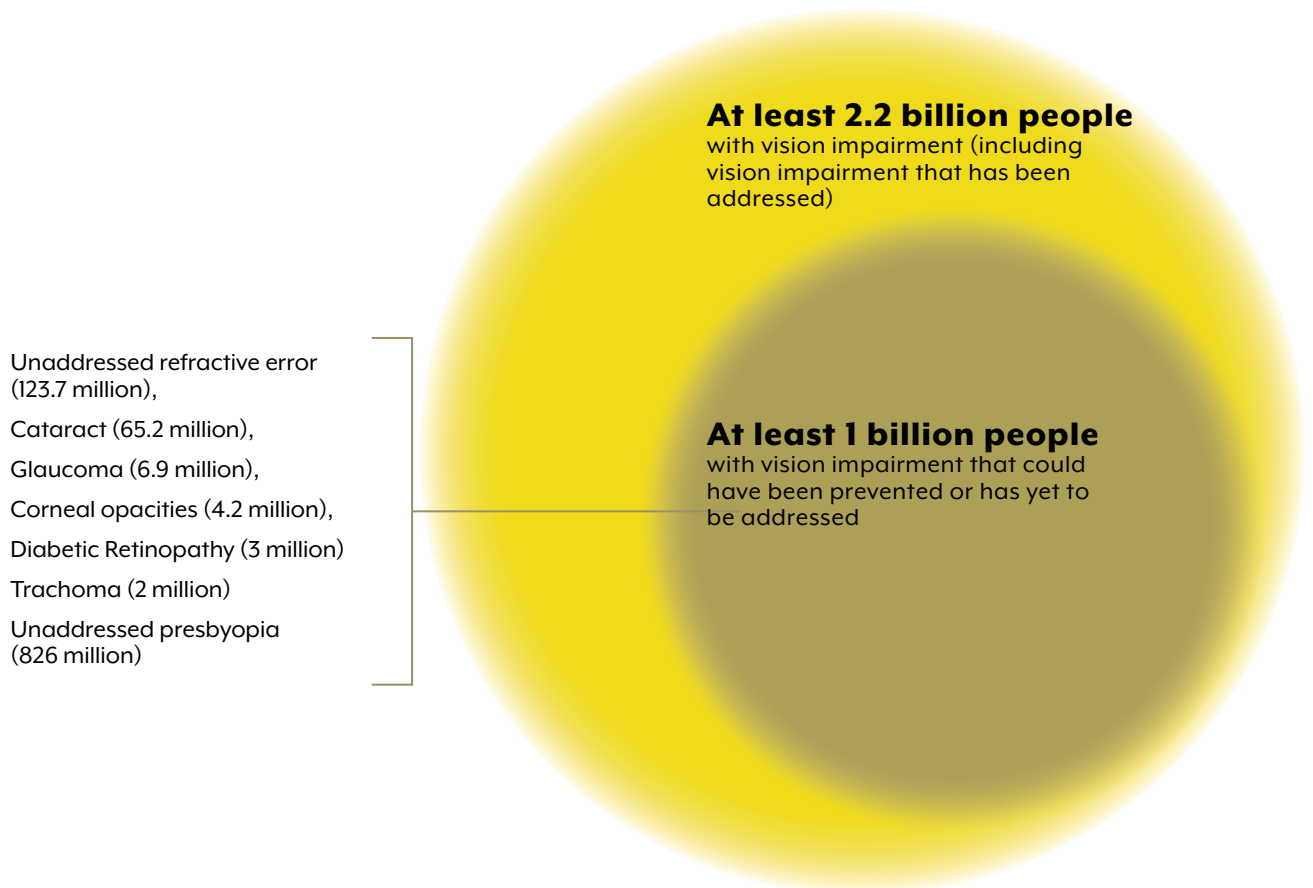 At least 2.2 billion people
with vision impairment (including
vision impairment that has been
addressed)
Unaddressed refractive error
(123.7 million),
Cataract (65.2 million),
Glaucoma (6.9 million),
Corneal opacities (4.2 million),
Diabetic Retinopathy (3 million)
Trachoma (2 million)
Unaddressed presbyopia
(826 million)
At least 1 billion people
with vision impairment that could
have been prevented or has yet to
be addressed